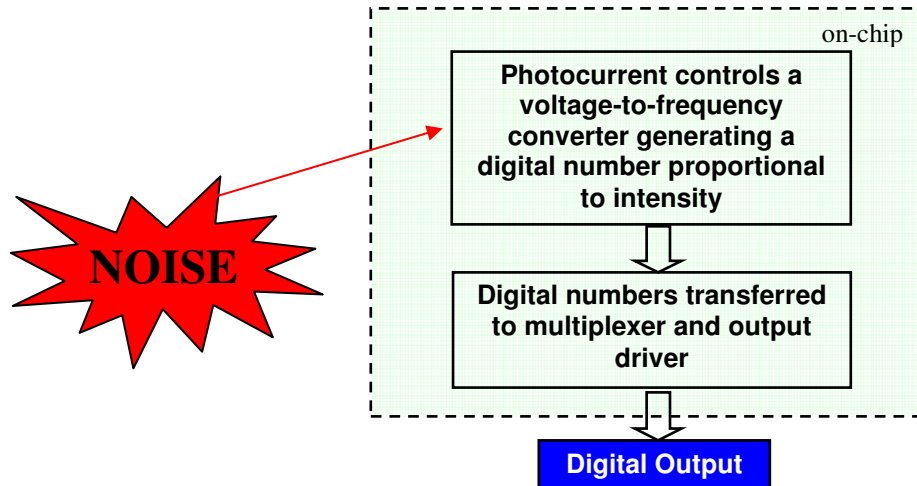 on-chip
Photocurrent controls a
voltage-to-frequency
converter generating a
digital number proportional
to intensity
NOISE
Digital numbers transferred
to multiplexer and output
driver
Digital Output